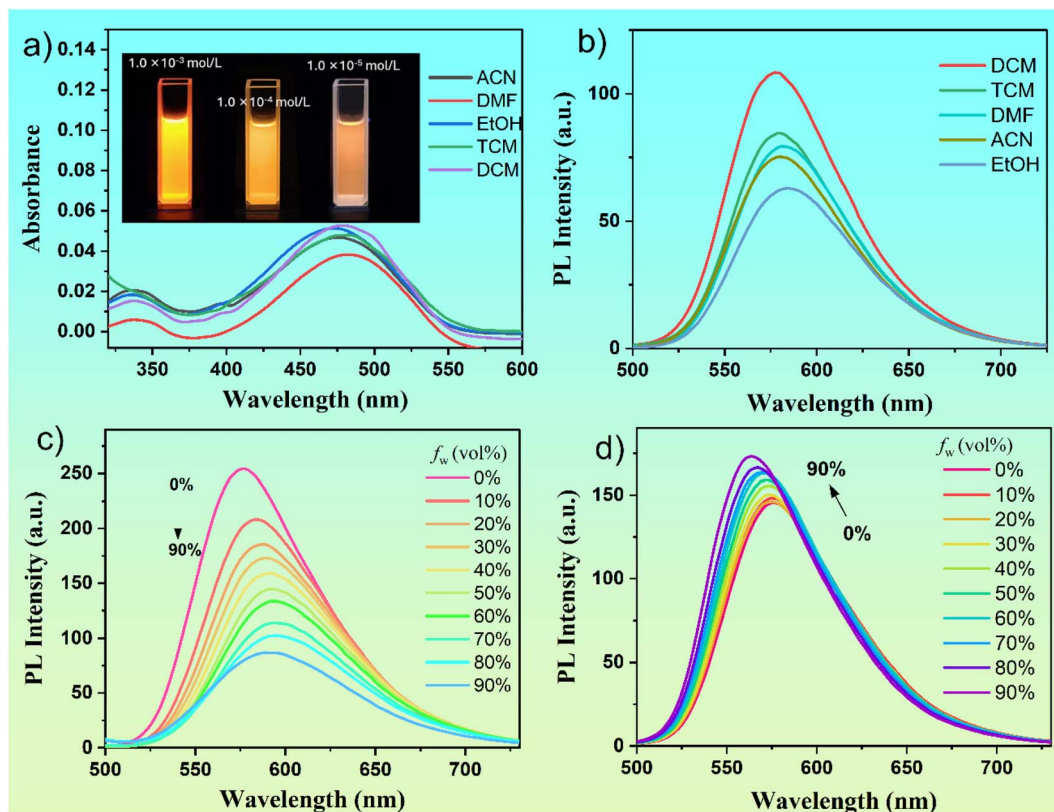 a)
0.14
0.12
0.10
0.08
0.06
0.04
0.02
0.00
Absorbance
1.0 × 10⁻³ mol/L
1.0 × 10⁻⁴ mol/L
1.0 × 10⁻⁵ mol/L
ACN
DMF
EtOH
TCM
DCM
350 400 450 500 550 600
Wavelength (nm)
b)
100
50
0
PL Intensity (a.u.)
DCM
TCM
DMF
ACN
EtOH
500 550 600 650 700
Wavelength (nm)
c)
250
200
150
100
50
0
PL Intensity (a.u.)
0%
90%
f_w (vol%)
0%
10%
20%
30%
40%
50%
60%
70%
80%
90%
500 550 600 650 700
Wavelength (nm)
d)
150
100
50
0
PL Intensity (a.u.)
90%
0%
f_w (vol%)
0%
10%
20%
30%
40%
50%
60%
70%
80%
90%
500 550 600 650 700
Wavelength (nm)